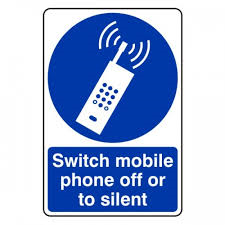 Switch mobile
phone off or
to silent